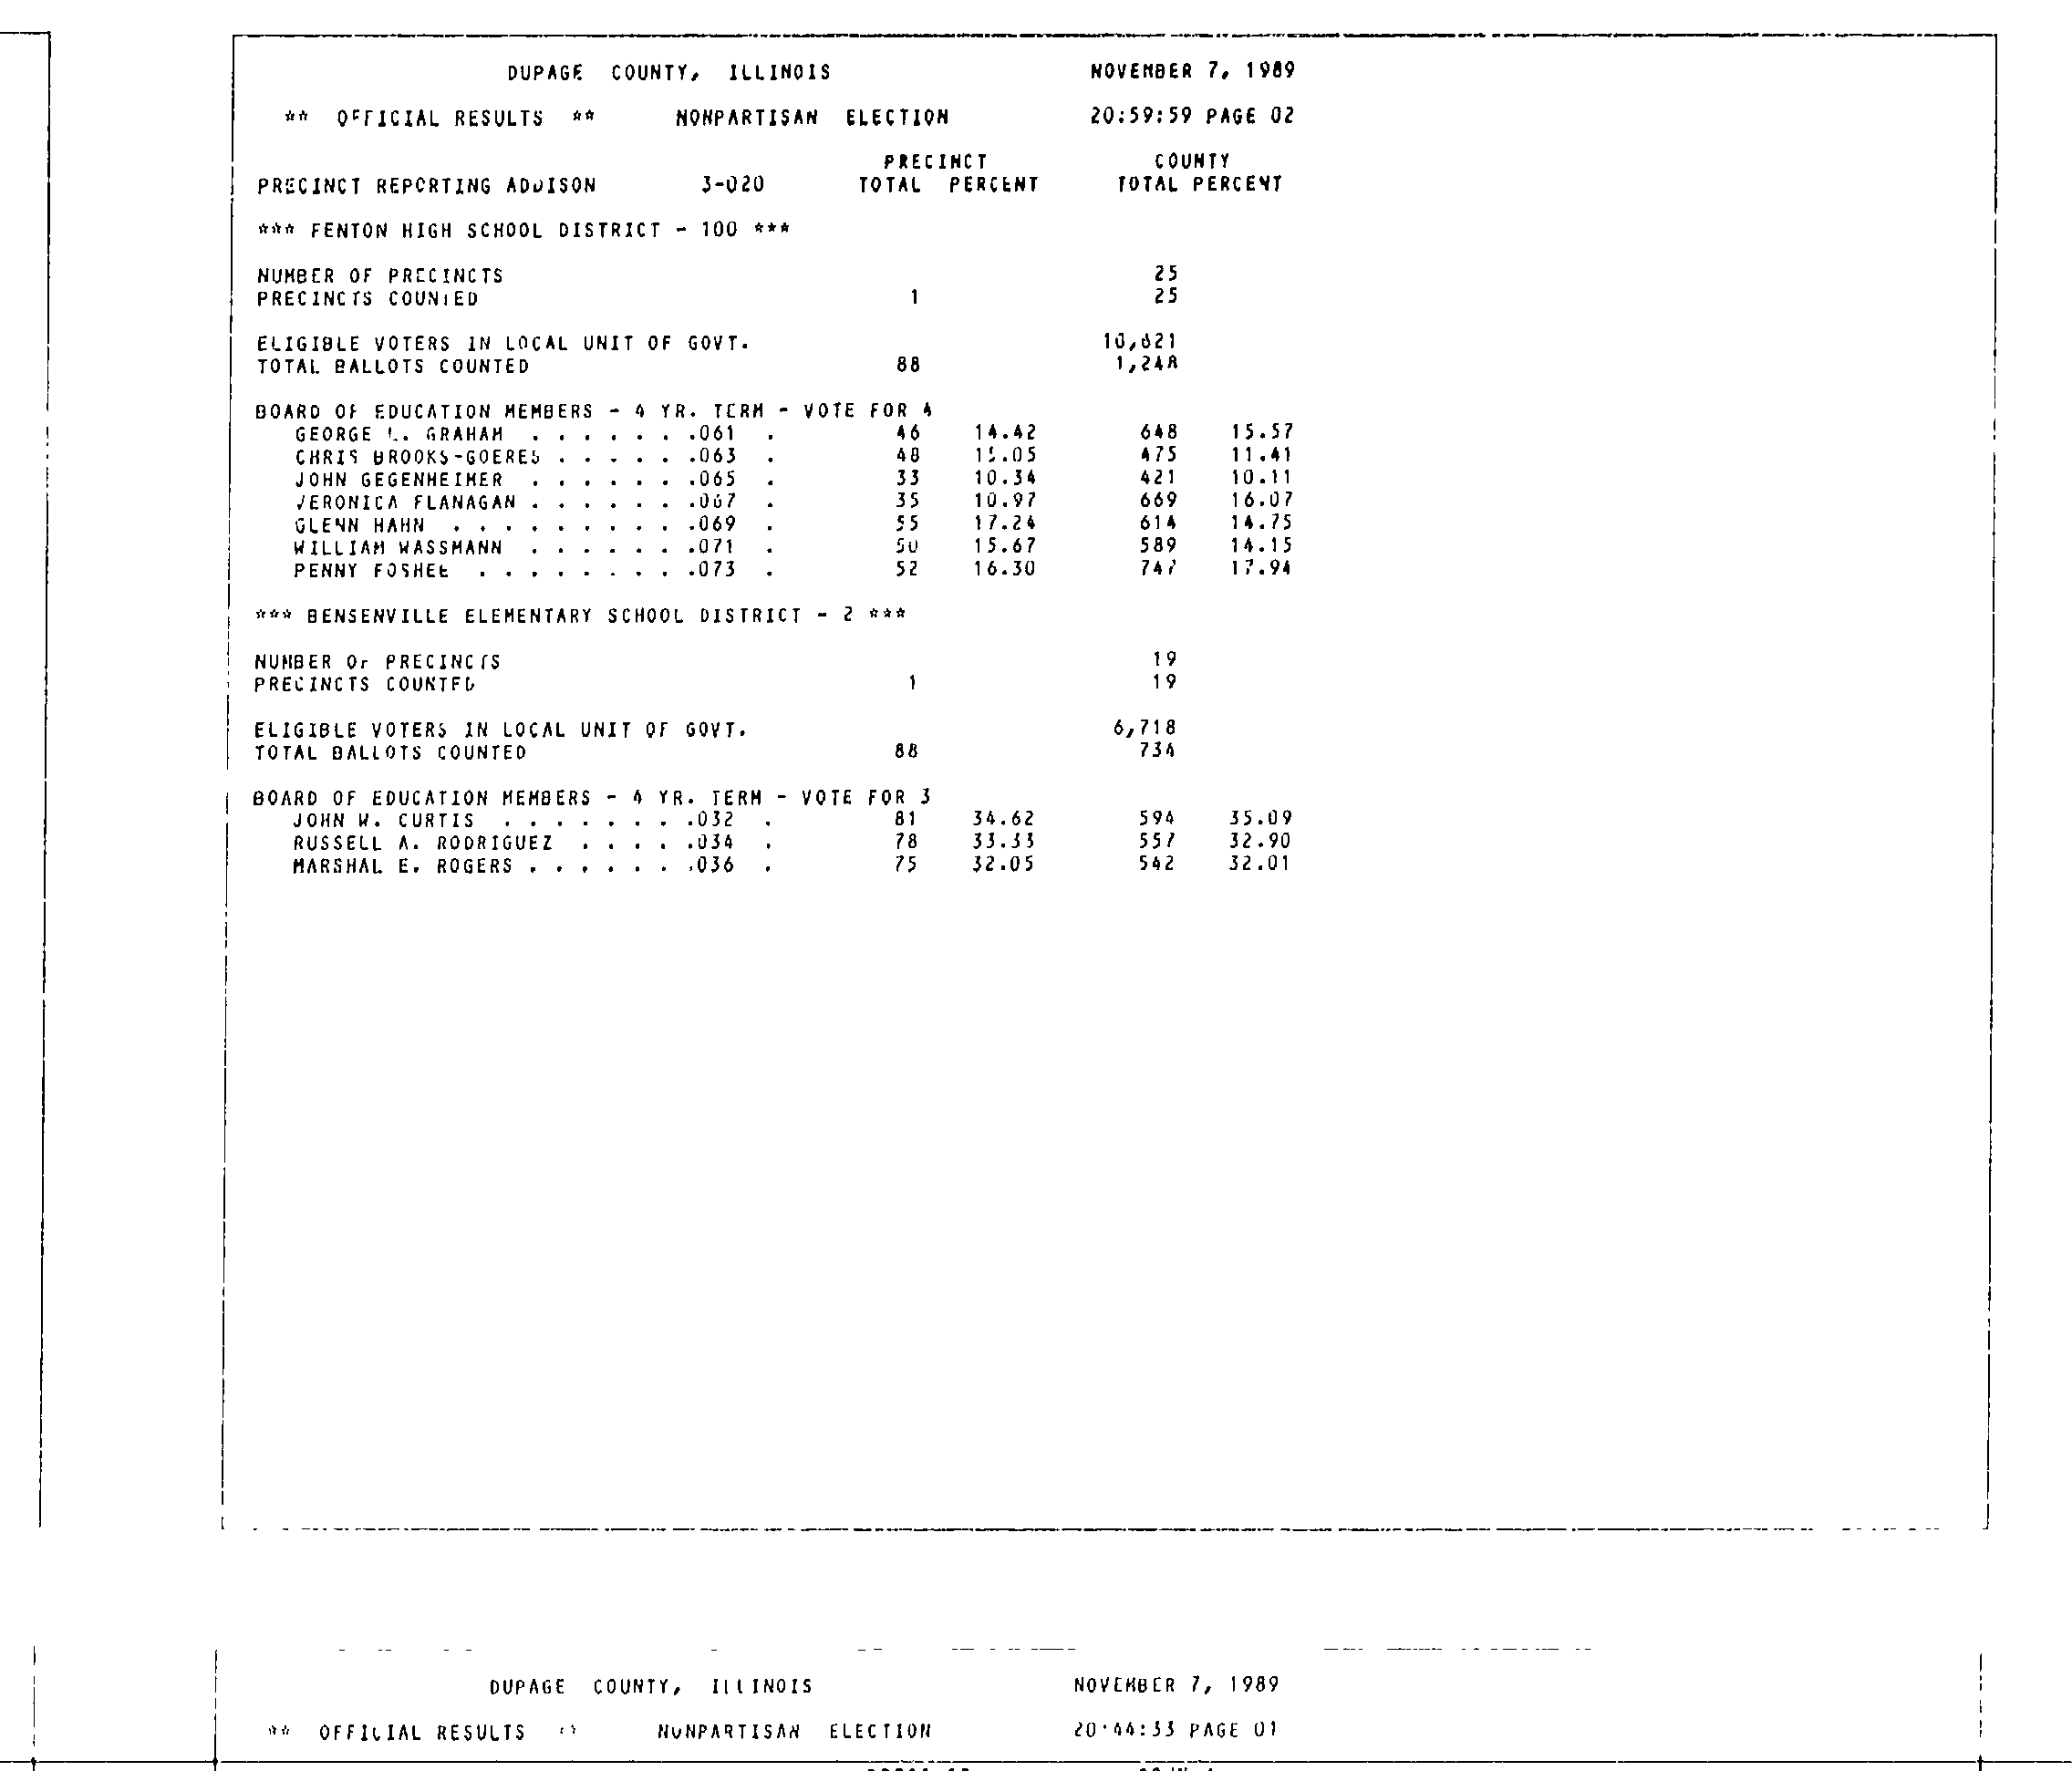 DUPAGE COUNTY, ILLINOIS NOVEMBER 7, 1989
** OFFICIAL RESULTS ** NONPARTISAN ELECTION 20:59:59 PAGE 02
PRECINCT COUNTY
PRECINCT REPORTING ADDISON 3-020 TOTAL PERCENT TOTAL PERCENT
*** FENTON HIGH SCHOOL DISTRICT - 100 ***
NUMBER OF PRECINCTS 25
PRECINCTS COUNTED 1 25
ELIGIBLE VOTERS IN LOCAL UNIT OF GOVT.
TOTAL BALLOTS COUNTED 88 1,248
BOARD OF EDUCATION MEMBERS - 4 YR. TERM - VOTE FOR 4
GEORGE L. GRAHAM . . . . . . .061 . 46 14.42 648 15.57
CHRIS BROOKS-GOERES . . . . . .063 . 48 15.05 475 11.41
JOHN GEGENHEIMER . . . . . . .065 . 33 10.34 421 10.11
VERONICA FLANAGAN . . . . . . .067 . 35 10.97 669 16.07
GLENN HAHN . . . . . . . . . .069 . 55 17.24 614 14.75
WILLIAM WASSMANN . . . . . . .071 . 50 15.67 589 14.15
PENNY FOSHEE . . . . . . . . .073 . 52 16.30 747 17.94
*** BENSENVILLE ELEMENTARY SCHOOL DISTRICT - 2 ***
NUMBER OF PRECINCTS 19
PRECINCTS COUNTED 1 19
ELIGIBLE VOTERS IN LOCAL UNIT OF GOVT. 6,718
TOTAL BALLOTS COUNTED 88 734
BOARD OF EDUCATION MEMBERS - 4 YR. TERM - VOTE FOR 3
JOHN W. CURTIS . . . . . . . .032 . 81 34.62 594 35.09
RUSSELL A. RODRIGUEZ . . . . .034 . 78 33.33 557 32.90
MARSHAL E. ROGERS . . . . . . .036 . 75 32.05 542 32.01
DUPAGE COUNTY, ILLINOIS NOVEMBER 7, 1989
** OFFICIAL RESULTS ** NONPARTISAN ELECTION 20:44:33 PAGE 01